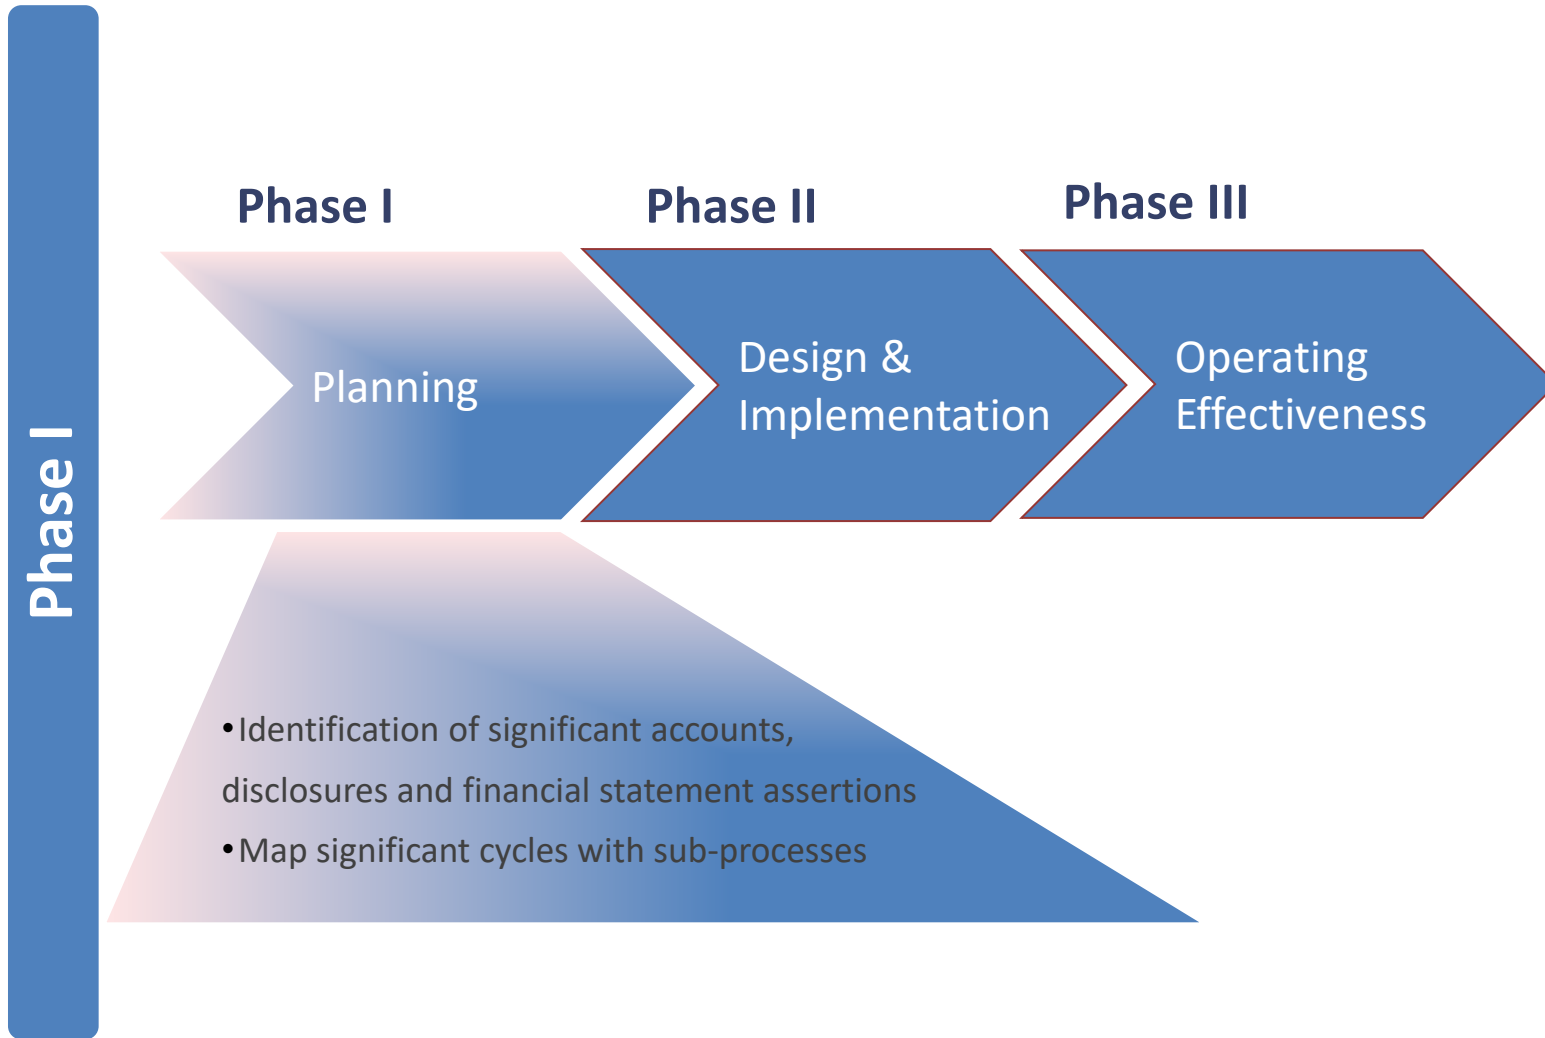 Phase I
Phase I
Phase II
Phase III
Planning
Design &
Implementation
Operating
Effectiveness
•Identification of significant accounts,
disclosures and financial statement assertions
•Map significant cycles with sub-processes